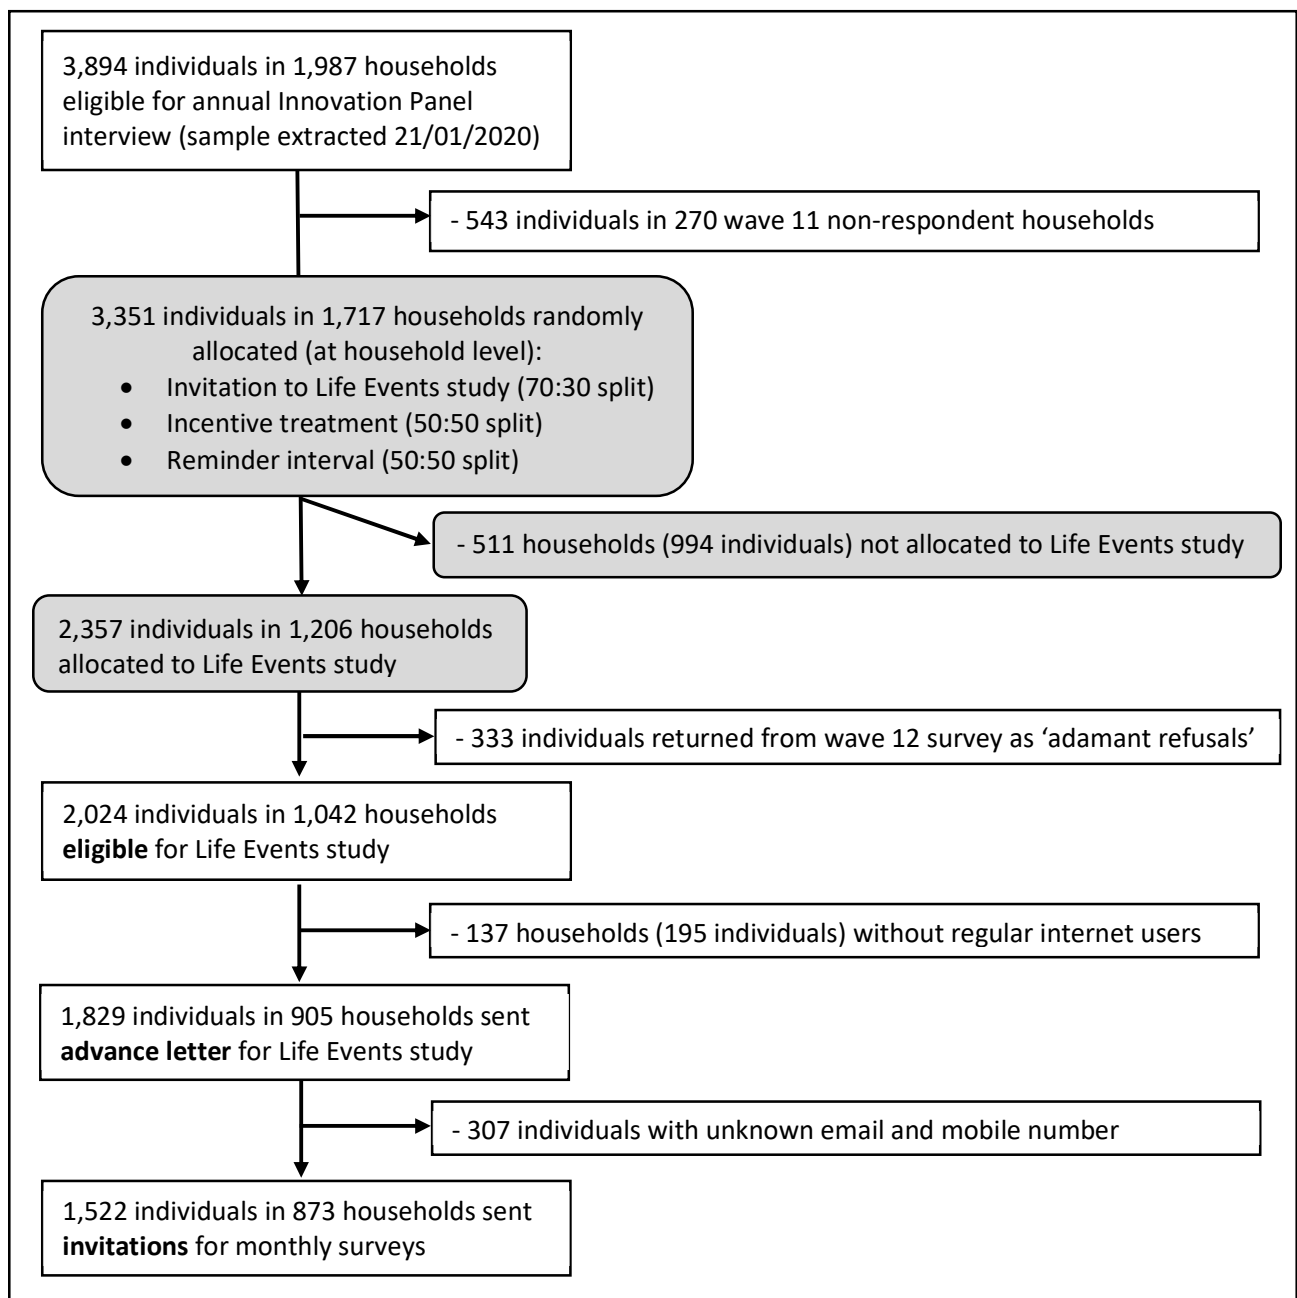 3,894 individuals in 1,987 households
eligible for annual Innovation Panel
interview (sample extracted 21/01/2020)
- 543 individuals in 270 wave 11 non-respondent households
3,351 individuals in 1,717 households randomly
allocated (at household level):
• Invitation to Life Events study (70:30 split)
• Incentive treatment (50:50 split)
• Reminder interval (50:50 split)
- 511 households (994 individuals) not allocated to Life Events study
2,357 individuals in 1,206 households
allocated to Life Events study
- 333 individuals returned from wave 12 survey as ‘adamant refusals’
2,024 individuals in 1,042 households
eligible for Life Events study
- 137 households (195 individuals) without regular internet users
1,829 individuals in 905 households sent
advance letter for Life Events study
- 307 individuals with unknown email and mobile number
1,522 individuals in 873 households sent
invitations for monthly surveys